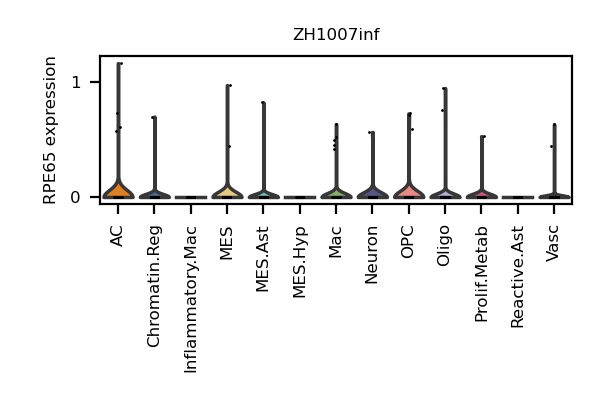 ZH1007inf
RPE65 expression
1
0
AC
Chromatin.Reg
Inflammatory.Mac
MES
MES.Ast
MES.Hyp
Mac
Neuron
OPC
Oligo
Prolif.Metab
Reactive.Ast
Vasc